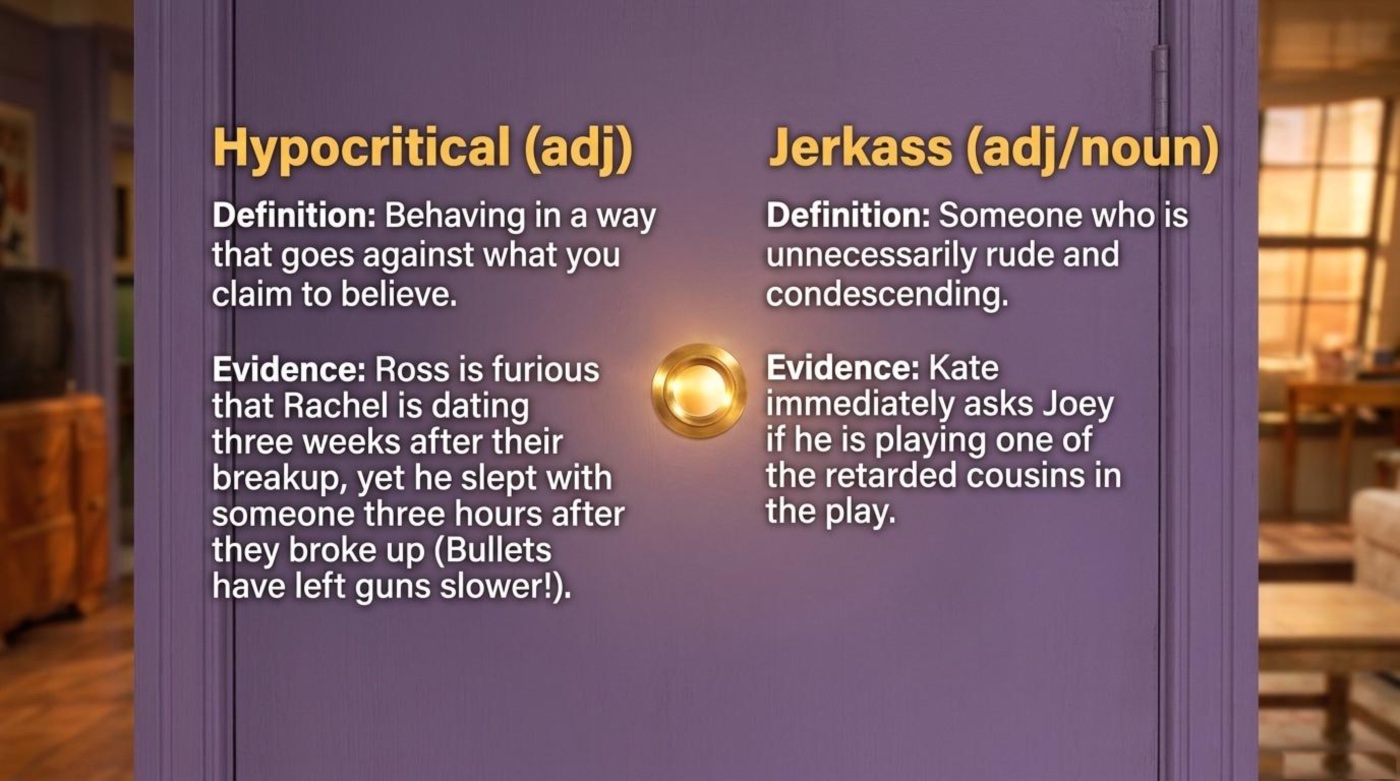 Hypocritical (adj)
Definition: Behaving in a way
that goes against what you
claim to believe.
Evidence: Ross is furious
that Rachel is dating
three weeks after their
breakup, yet he slept with
someone three hours after
they broke up (Bullets
have left guns slower!).
Jerkass (adj/noun)
Definition: Someone who is
unnecessarily rude and
condescending.
Evidence: Kate
immediately asks Joey
if he is playing one of
the retarded cousins in
the play.